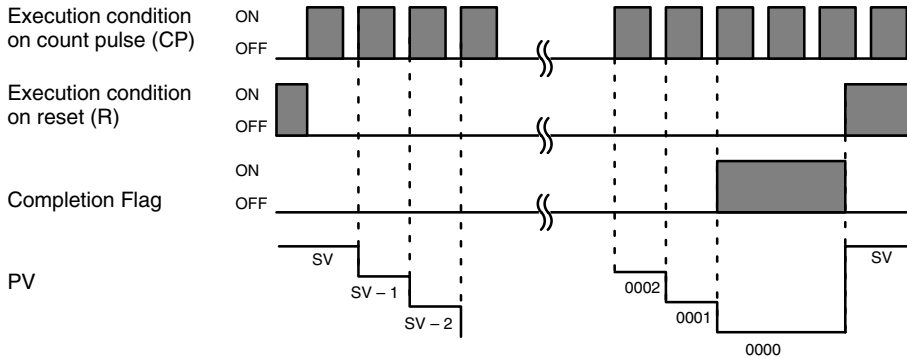 Execution condition
on count pulse (CP)
ON
OFF
Execution condition
on reset (R)
ON
OFF
Completion Flag
ON
OFF
PV
SV
SV – 1
SV – 2
0002
0001
0000
SV